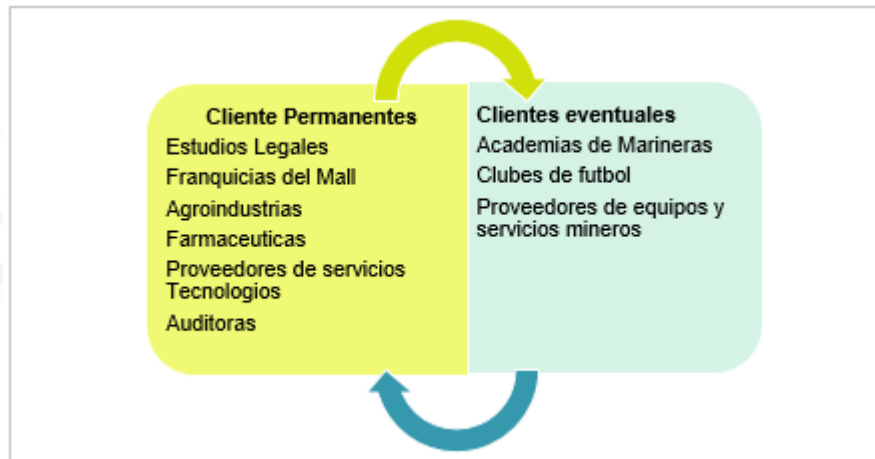 Cliente Permanentes
Estudios Legales
Franquicias del Mall
Agroindustrias
Farmaceuticas
Proveedores de servicios
Tecnologios
Auditoras
Clientes eventuales
Academias de Marineras
Clubes de futbol
Proveedores de equipos y
servicios mineros